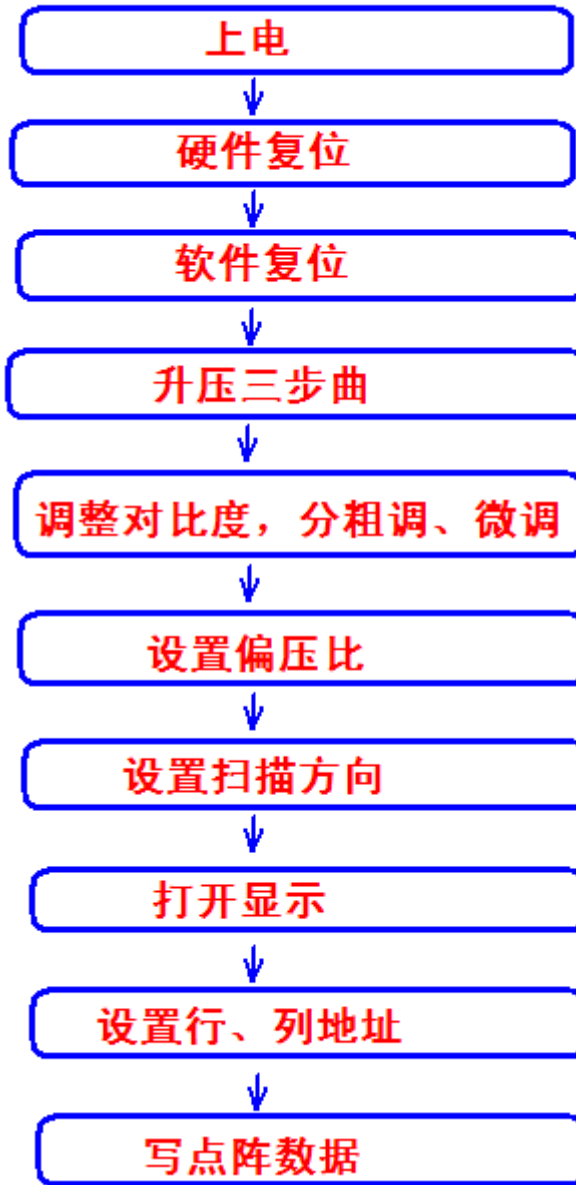 上电
硬件复位
软件复位
升压三步曲
调整对比度，分粗调、微调
设置偏压比
设置扫描方向
打开显示
设置行、列地址
写点阵数据